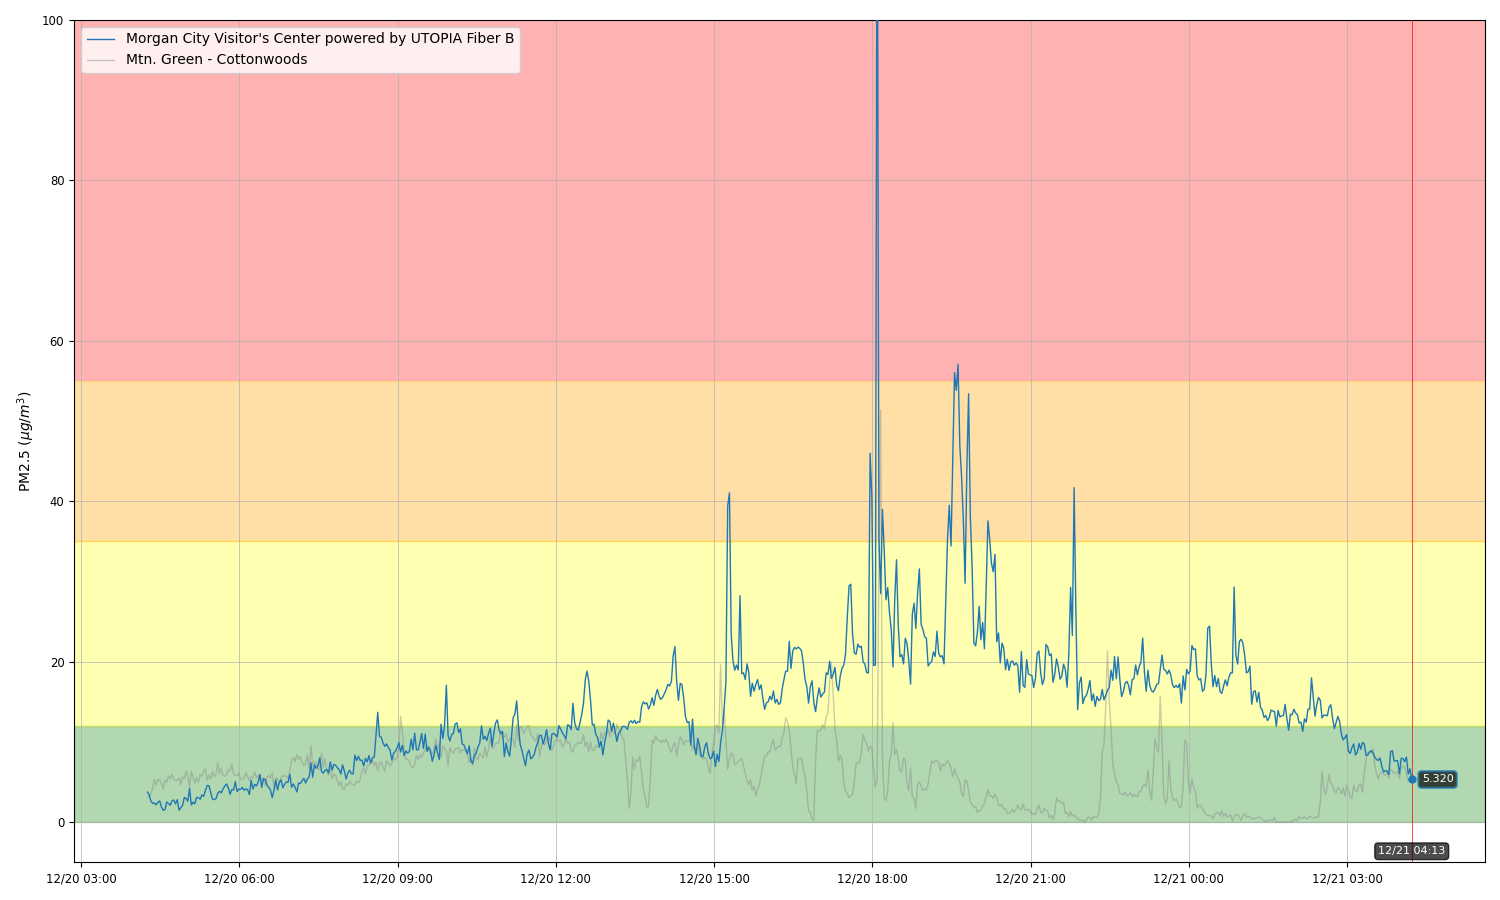 100
Morgan City Visitor's Center powered by UTOPIA Fiber B
Mtn. Green - Cottonwoods
80
60
PM2.5 (μg/m³)
40
20
5.320
0
12/21 04:13
12/20 03:00 12/20 06:00 12/20 09:00 12/20 12:00 12/20 15:00 12/20 18:00 12/20 21:00 12/21 00:00 12/21 03:00